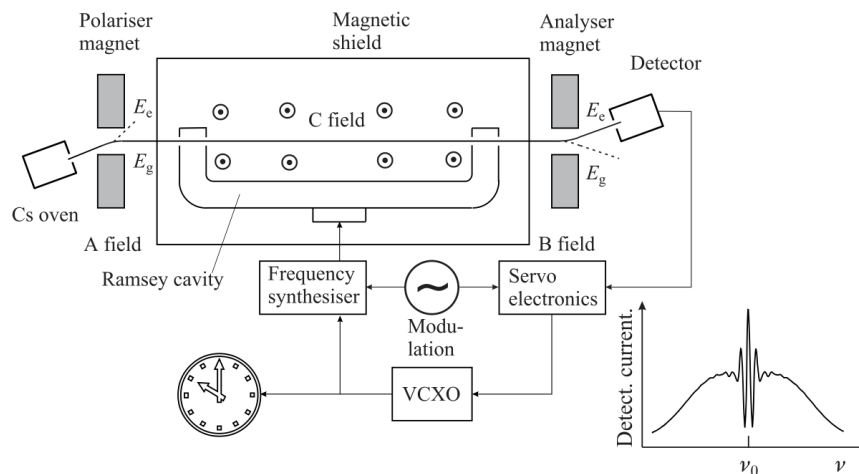 Polariser
magnet
Magnetic
shield
Analyser
magnet
Detector
E_e
C field
E_e
E_g
E_g
Cs oven
A field
B field
Ramsey cavity
Frequency
synthesiser
~
Servo
electronics
Modu-
lation
VCXO
Detect. current.
ν₀
ν